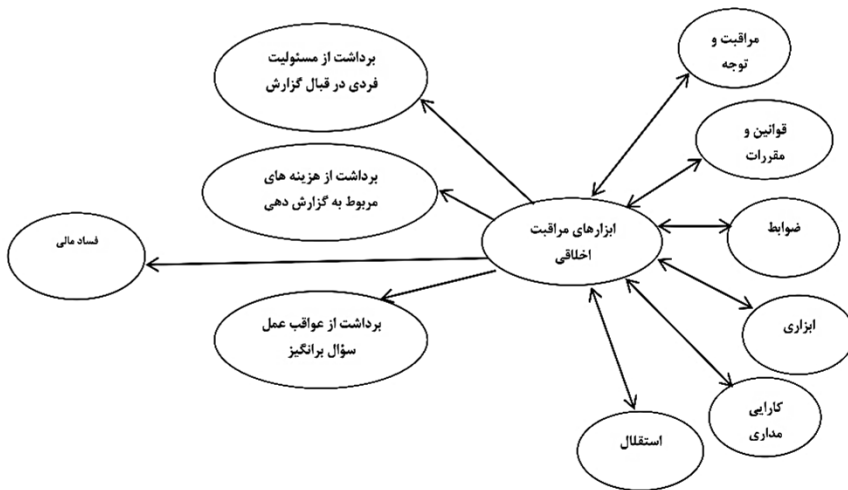 مراقبت و
توجه
برداشت از مسئولیت
فردی در قبال گزارش
قوانین و
مقررات
برداشت از هزینه های
مربوط به گزارش دهی
ابزارهای مراقبت
اخلاقی
ضوابط
فساد مالی
برداشت از عواقب عمل
سؤال برانگیز
ابزاری
کارایی
مداری
استقلال